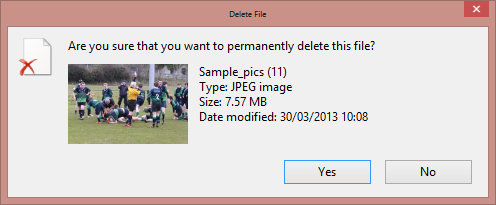 Delete File
Are you sure that you want to permanently delete this file?
Sample_pics (11)
Type: JPEG image
Size: 7.57 MB
Date modified: 30/03/2013 10:08
Yes
No